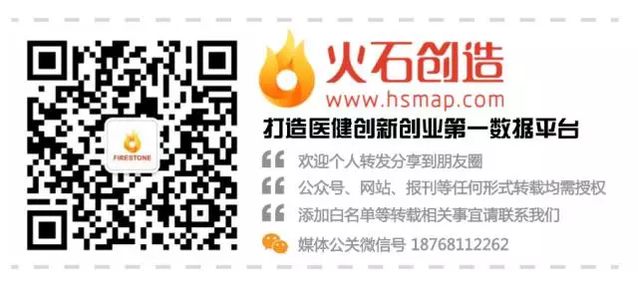 FIRESTONE
火石创造
www.hsmap.com
打造医健创新创业第一数据平台
欢迎个人转发分享到朋友圈
公众号、网站、报刊等任何形式转载均需授权
添加白名单等转载相关事宜请联系我们
媒体公关微信号 18768112262